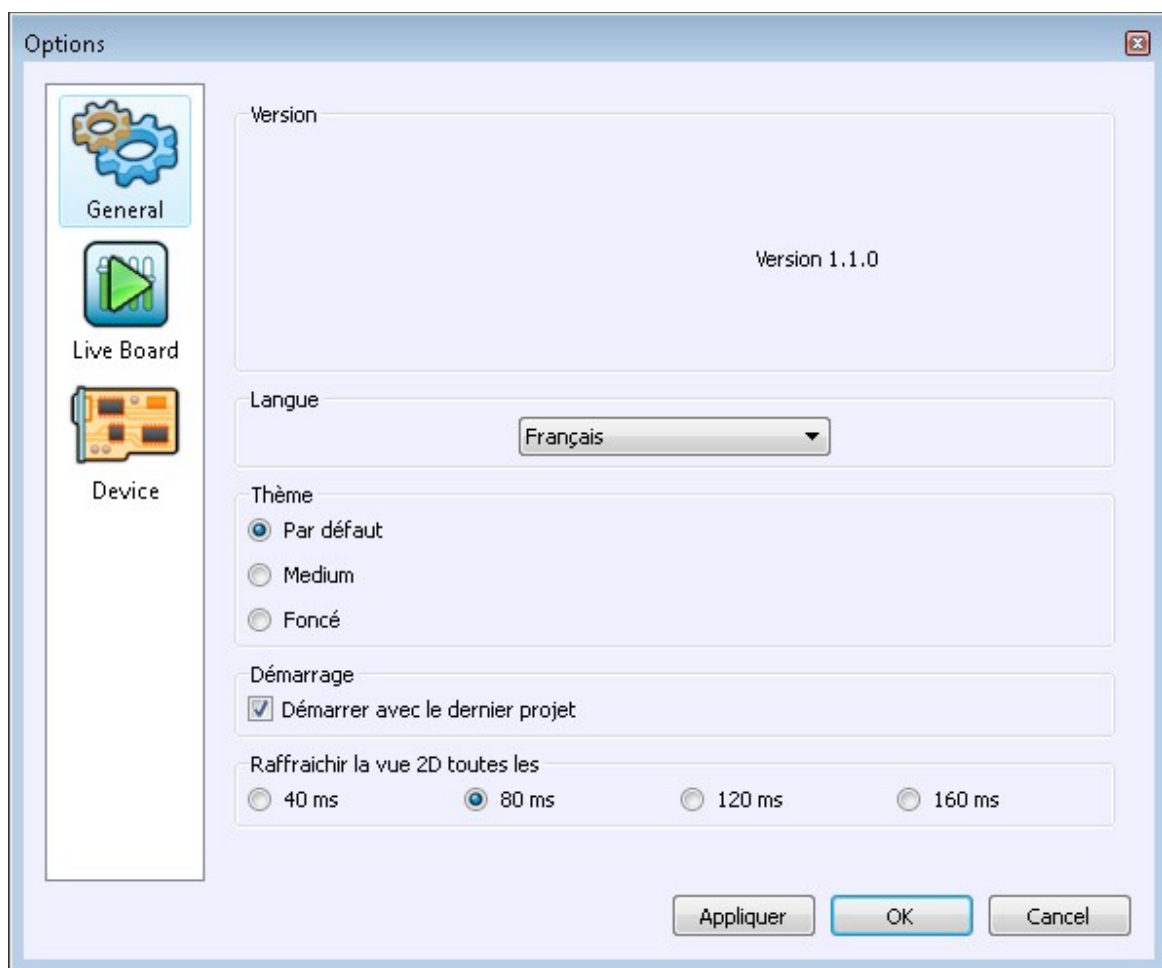 Options
General
Live Board
Device
Version
Version 1.1.0
Langue
Français
Thème
Par défaut
Medium
Foncé
Démarrage
Démarrer avec le dernier projet
Raffraichir la vue 2D toutes les
40 ms 80 ms 120 ms 160 ms
Appliquer OK Cancel